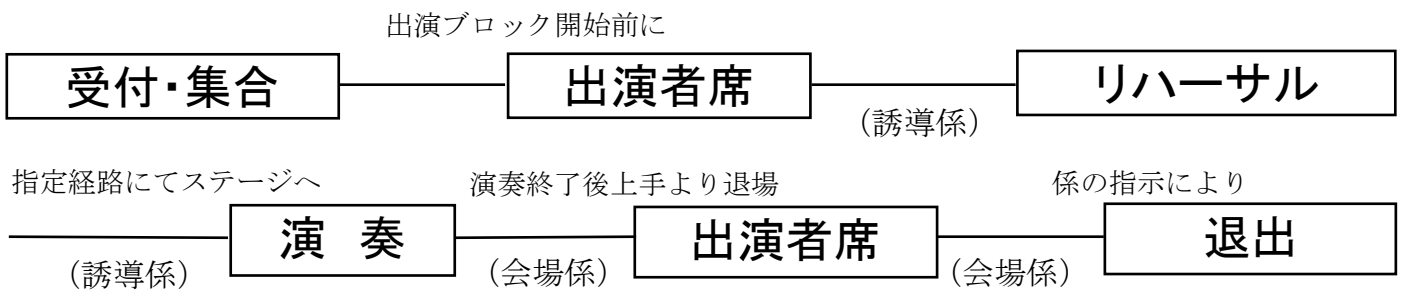 出演ブロック開始前に
受付・集合 出演者席 リハーサル
(誘導係)
指定経路にてステージへ 演奏終了後上手より退場 係の指示により
演　奏 出演者席 退出
(誘導係) (会場係) (会場係)